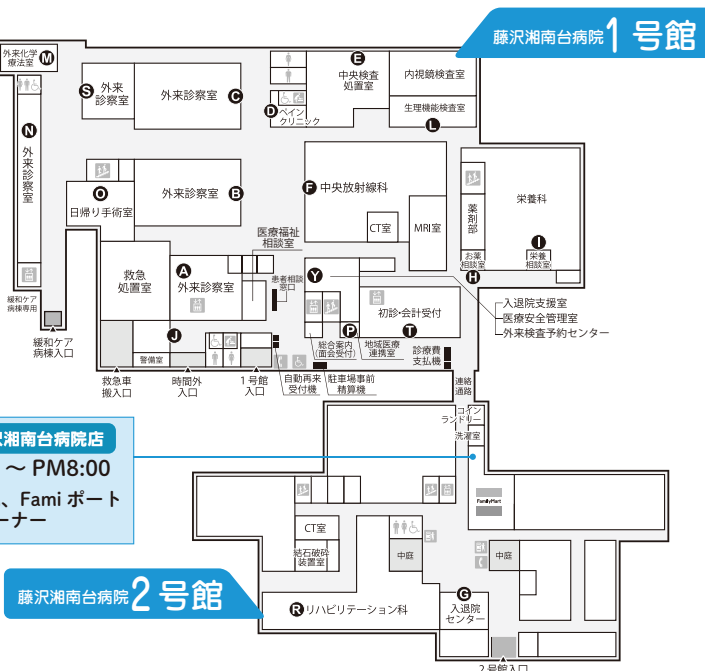 藤沢湘南台病院1号館
外来化学
療法室
M
S
外来
診察室
外来診察室
C
E
中央検査
処置室
内視鏡検査室
生理機能検査室
L
D
ペイン
クリニック
N
外来診察室
O
日帰り手術室
外来診察室
B
F
中央放射線科
CT室
MRI室
薬剤部
栄養科
I
お薬
相談室
栄養
相談室
H
医療福祉
相談室
救急
処置室
A
外来診察室
患者相談
窓口
Y
初診・会計受付
入退院支援室
医療安全管理室
外来検査予約センター
緩和ケア
病棟専用
緩和ケア
病棟入口
J
警備室
P
T
総合案内
(面会受付)
地域医療
連携室
診療費
支払機
救急車
搬入口
時間外
入口
1号館
入口
自動再来
受付機
駐車場事前
精算機
連絡
通路
コイン
ランドリー
洗濯室
沢湘南台病院店
～ PM8:00
、Fami ポート
ーナー
FamilyMart
CT室
結石破砕
装置室
中庭
中庭
藤沢湘南台病院2号館
R
リハビリテーション科
G
入退院
センター
2号館入口